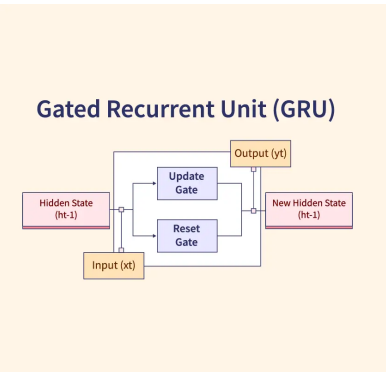 Gated Recurrent Unit (GRU)
Output (yt)
Update
Gate
Hidden State
(ht-1)
New Hidden State
(ht-1)
Reset
Gate
Input (xt)